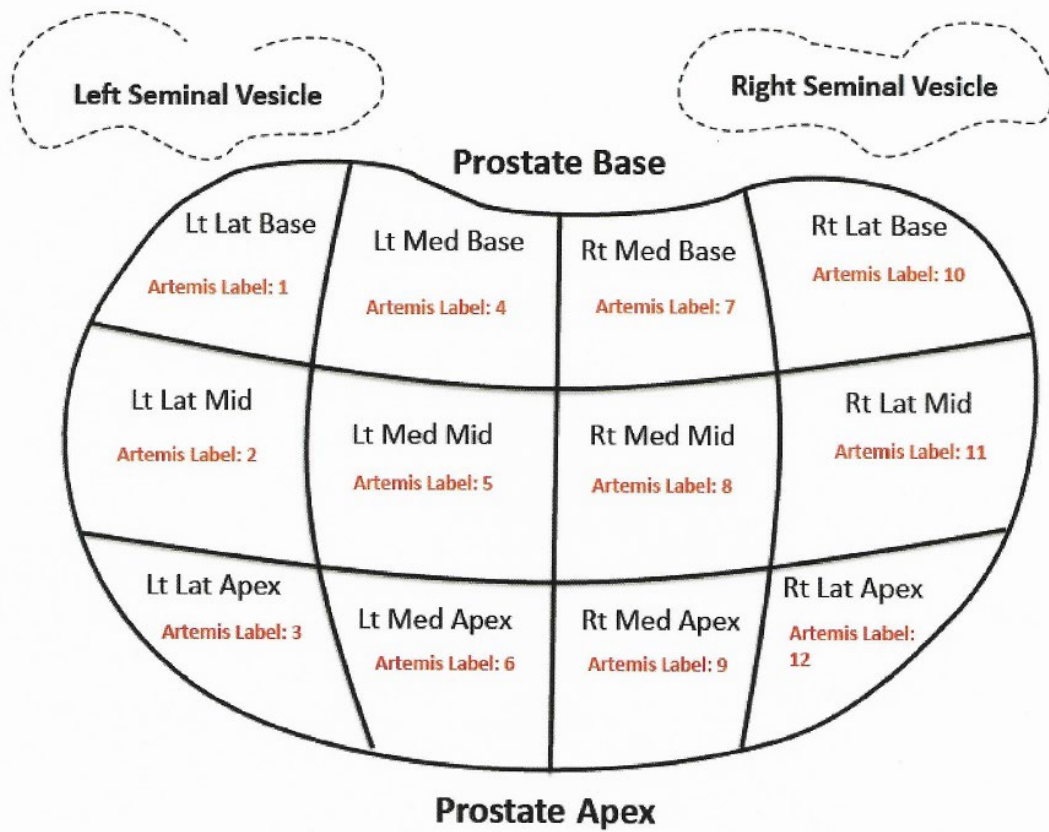 Left Seminal Vesicle
Right Seminal Vesicle
Prostate Base
Lt Lat Base
Artemis Label: 1
Lt Med Base
Artemis Label: 4
Rt Med Base
Artemis Label: 7
Rt Lat Base
Artemis Label: 10
Lt Lat Mid
Artemis Label: 2
Lt Med Mid
Artemis Label: 5
Rt Med Mid
Artemis Label: 8
Rt Lat Mid
Artemis Label: 11
Lt Lat Apex
Artemis Label: 3
Lt Med Apex
Artemis Label: 6
Rt Med Apex
Artemis Label: 9
Rt Lat Apex
Artemis Label:
12
Prostate Apex